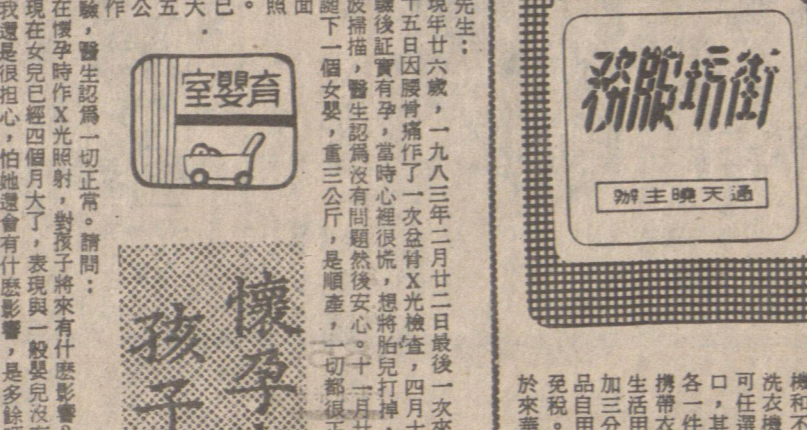 街坊服務
通天曉主辦
機和不
洗衣機
可任選
口，其
各一件
携帶衣
生活用
加三分
品自用
免稅。
於來華
先生：
現年廿六歲，一九八三年二月廿二日最後一次來
十五日因腰骨痛作了一次盆骨X光檢查，四月十
驗後証實有孕，當時心裡很慌，想將胎兒打掉，
波掃描，醫生認為沒有問題然後安心。十一月廿
誕下一個女嬰，重三公斤，是順產，一切都很正
面
照
。
已
大
五
公
作
育嬰室
懷孕
孩子
驗，醫生認為一切正常。請問：
在懷孕時作X光照射，對孩子將來有什麼影響
現在女兒已經四個月大了，表現與一般嬰兒沒
我還是很担心，怕她還會有什麼影響，是多餘